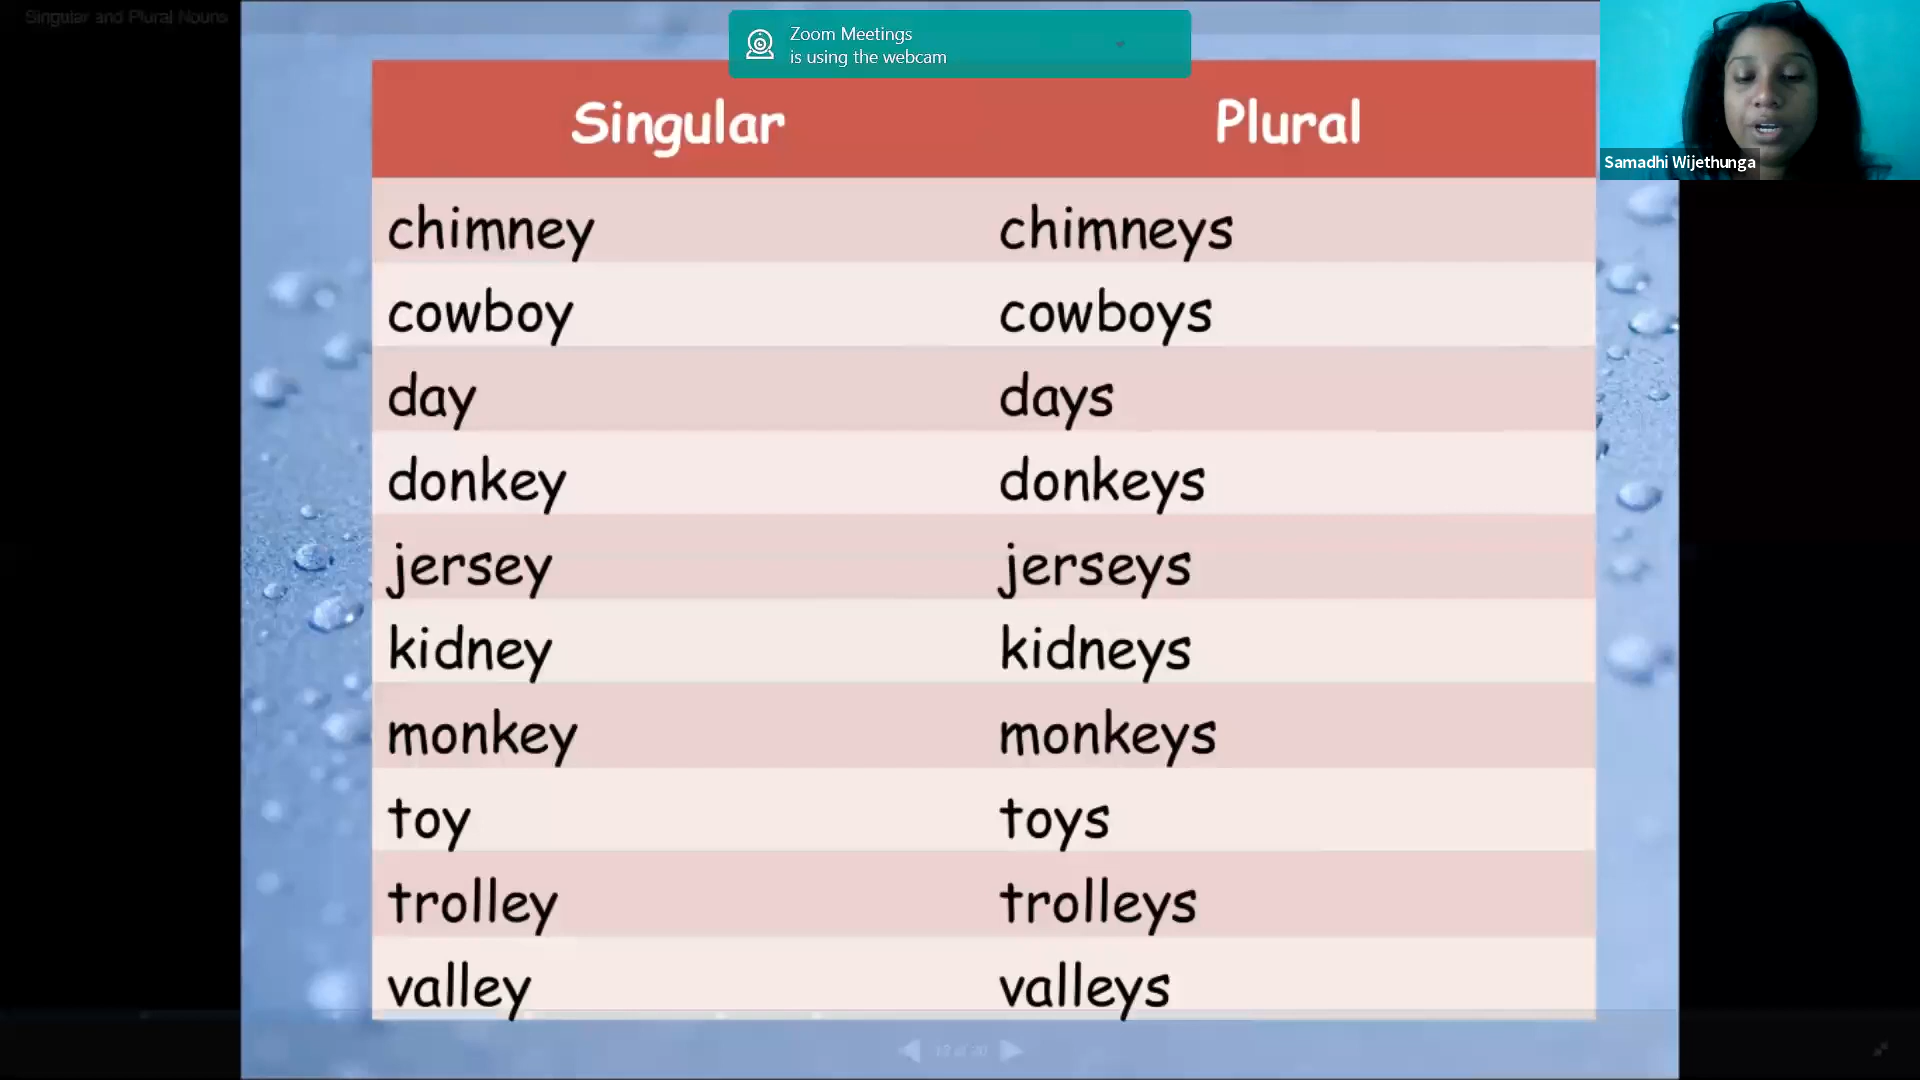 Singular and Plural Nouns
Zoom Meetings
is using the webcam
Samadhi Wijethunga
Singular Plural
chimney chimneys
cowboy cowboys
day days
donkey donkeys
jersey jerseys
kidney kidneys
monkey monkeys
toy toys
trolley trolleys
valley valleys